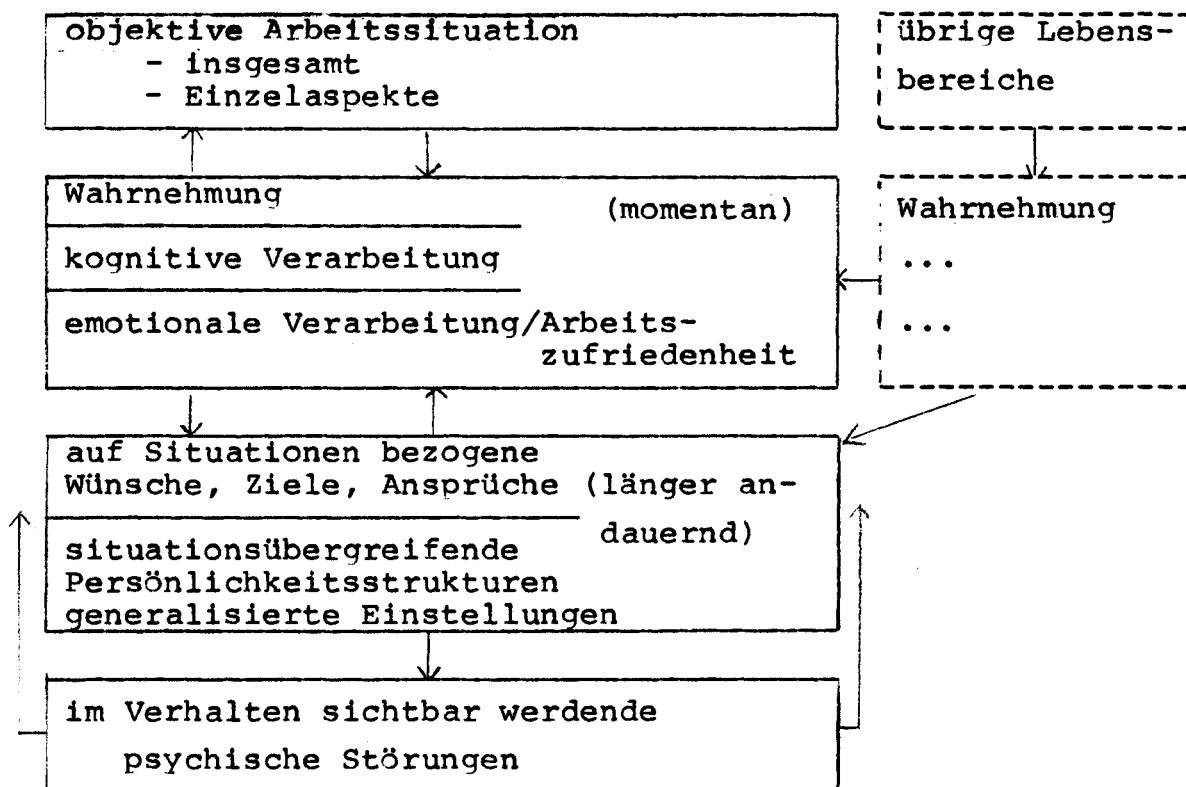 objektive Arbeitssituation
- insgesamt
- Einzelaspekte
übrige Lebens-
bereiche
Wahrnehmung
(momentan)
kognitive Verarbeitung
emotionale Verarbeitung/Arbeits-
zufriedenheit
Wahrnehmung
...
...
auf Situationen bezogene
Wünsche, Ziele, Ansprüche (länger an-
dauernd)
situationsübergreifende
Persönlichkeitsstrukturen
generalisierte Einstellungen
im Verhalten sichtbar werdende
psychische Störungen